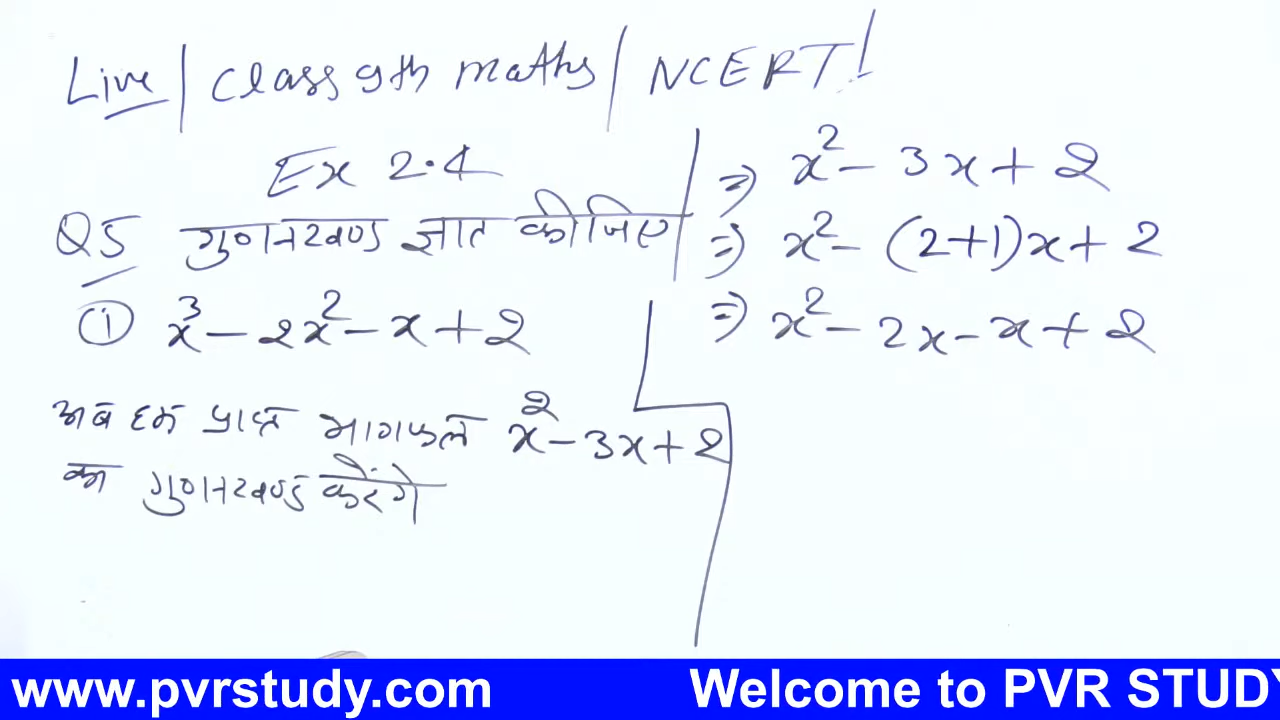 Live / Class 9th maths / NCERT!
Ex 2.4
Q5 गुणनखण्ड ज्ञात कीजिए
① x³ - 2x² - x + 2
अब हम प्राप्त भागफल x² - 3x + 2
का गुणनखण्ड करेंगे
⇒ x² - 3x + 2
⇒ x² - (2+1)x + 2
⇒ x² - 2x - x + 2
www.pvrstudy.com Welcome to PVR STUDY